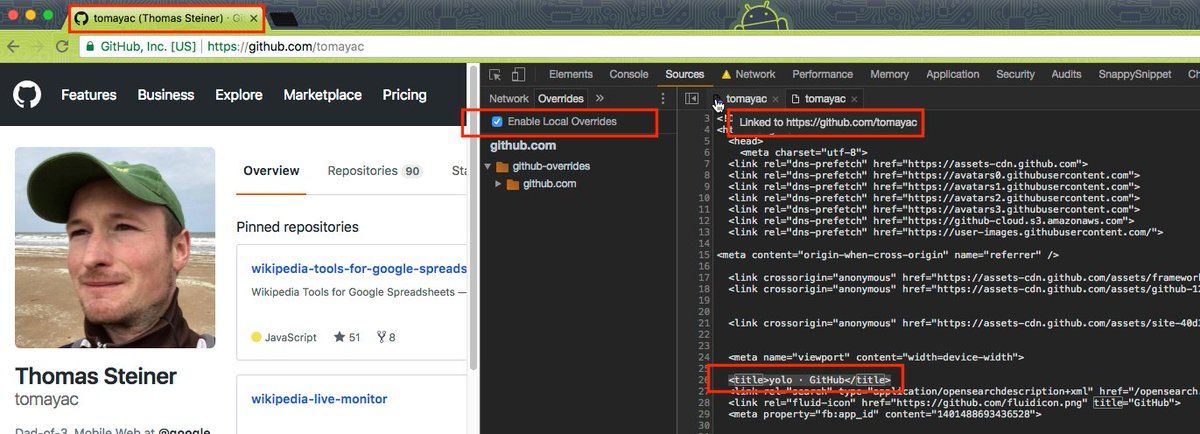 tomayac (Thomas Steiner) · Gi
GitHub, Inc. [US] | https://github.com/tomayac
Features Business Explore Marketplace Pricing
Overview Repositories 90 Sta
Pinned repositories
wikipedia-tools-for-google-spreads
Wikipedia Tools for Google Spreadsheets —
JavaScript 51 8
wikipedia-live-monitor
Thomas Steiner
tomayac
Dad-of-3, Mobile Web at @google
Elements Console Sources Network Performance Memory Application Security Audits SnappySnippet
Network Overrides »
Enable Local Overrides
github.com
github-overrides
github.com
tomayac × tomayac ×
Linked to https://github.com/tomayac
3 <!
4 <ht
5 <head>
6 <meta charset="utf-8">
7 <link rel="dns-prefetch" href="https://assets-cdn.github.com">
8 <link rel="dns-prefetch" href="https://avatars0.githubusercontent.com">
9 <link rel="dns-prefetch" href="https://avatars1.githubusercontent.com">
10 <link rel="dns-prefetch" href="https://avatars2.githubusercontent.com">
11 <link rel="dns-prefetch" href="https://avatars3.githubusercontent.com">
12 <link rel="dns-prefetch" href="https://github-cloud.s3.amazonaws.com">
13 <link rel="dns-prefetch" href="https://user-images.githubusercontent.com/">
14
15 <meta content="origin-when-cross-origin" name="referrer" />
16
17 <link crossorigin="anonymous" href="https://assets-cdn.github.com/assets/framework
18 <link crossorigin="anonymous" href="https://assets-cdn.github.com/assets/github-12
19
20
21 <link crossorigin="anonymous" href="https://assets-cdn.github.com/assets/site-40d1
22
23
24 <meta name="viewport" content="width=device-width">
25
26 <title>yolo · GitHub</title>
27 <link rel="search" type="application/opensearchdescription+xml" href="/opensearch.
28 <link rel="fluid-icon" href="https://github.com/fluidicon.png" title="GitHub">
29 <meta property="fb:app_id" content="1401488693436528">
30